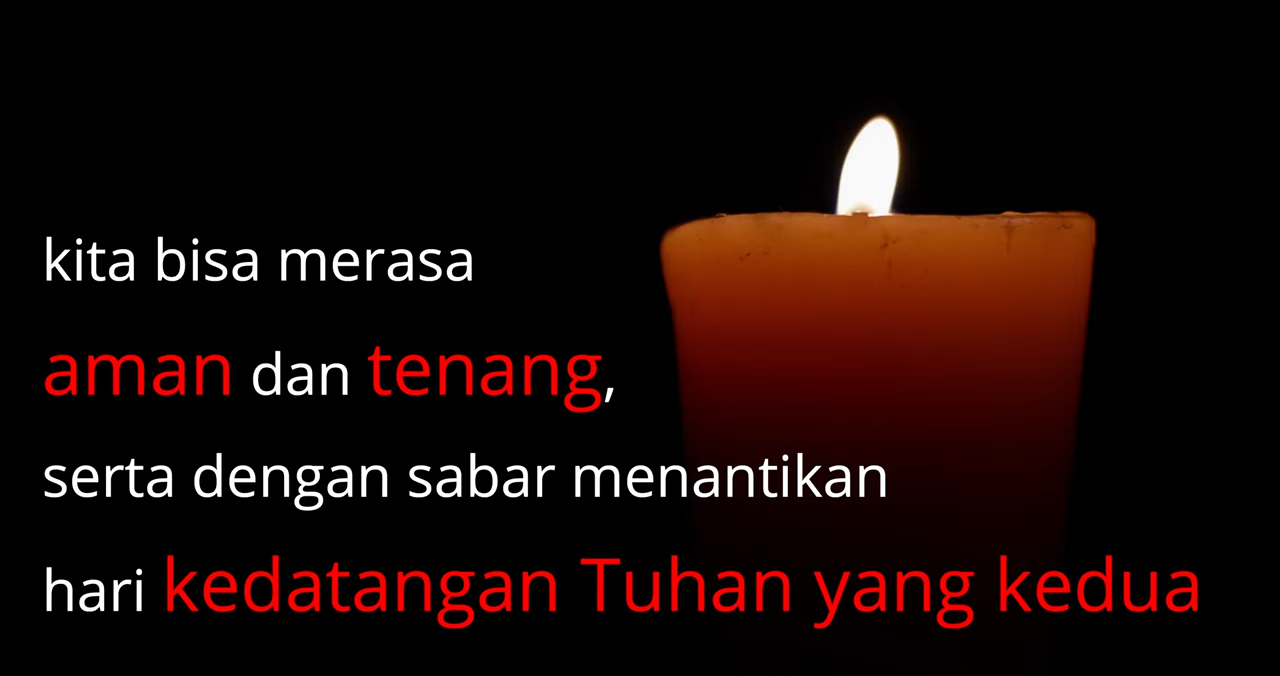 kita bisa merasa
aman dan tenang,
serta dengan sabar menantikan
hari kedatangan Tuhan yang kedua